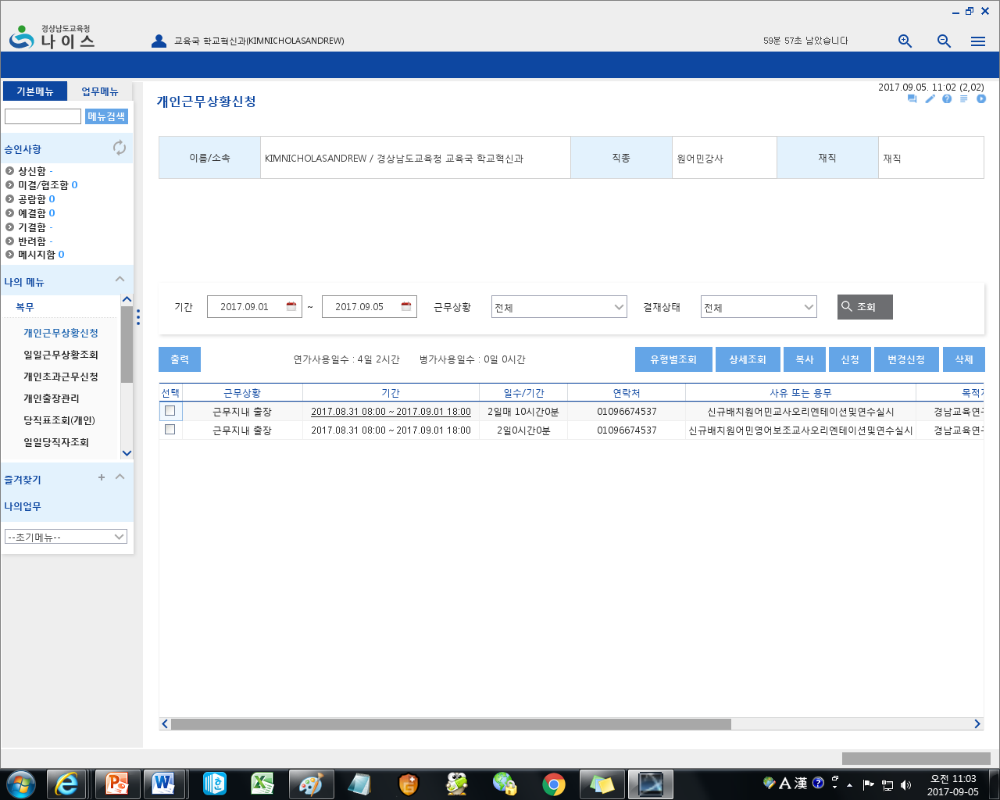 경상남도교육청
나이스
교육국 학교혁신과(KIMNICHOLASANDREW)
59분 57초 남았습니다
기본메뉴
업무메뉴
메뉴검색
승인사항
상신함 -
미결/협조함 0
공람함 0
예결함 0
기결함 -
반려함 -
메시지함 0
나의 메뉴
복무
개인근무상황신청
일일근무상황조회
개인초과근무신청
개인출장관리
당직표조회(개인)
일일당직자조회
즐겨찾기 +
나의업무
--초기메뉴--
2017.09.05. 11:02 (2,02)
개인근무상황신청
이름/소속 KIMNICHOLASANDREW / 경상남도교육청 교육국 학교혁신과 직종 원어민강사 재직 재직
기간 2017.09.01 ~ 2017.09.05 근무상황 전체 결재상태 전체 조회
출력 연가사용일수 : 4일 2시간 병가사용일수 : 0일 0시간 유형별조회 상세조회 복사 신청 변경신청 삭제
선택 근무상황 기간 일수/기간 연락처 사유 또는 용무
근무지내 출장 2017.08.31 08:00 ~ 2017.09.01 18:00 2일매 10시간0분 01096674537 신규배치원어민교사오리엔테이션및연수실시 경남교육연
근무지내 출장 2017.08.31 08:00 ~ 2017.09.01 18:00 2일0시간0분 01096674537 신규배치원어민영어보조교사오리엔테이션및연수실시 경남교육연
A 漢
오전 11:03
2017-09-05